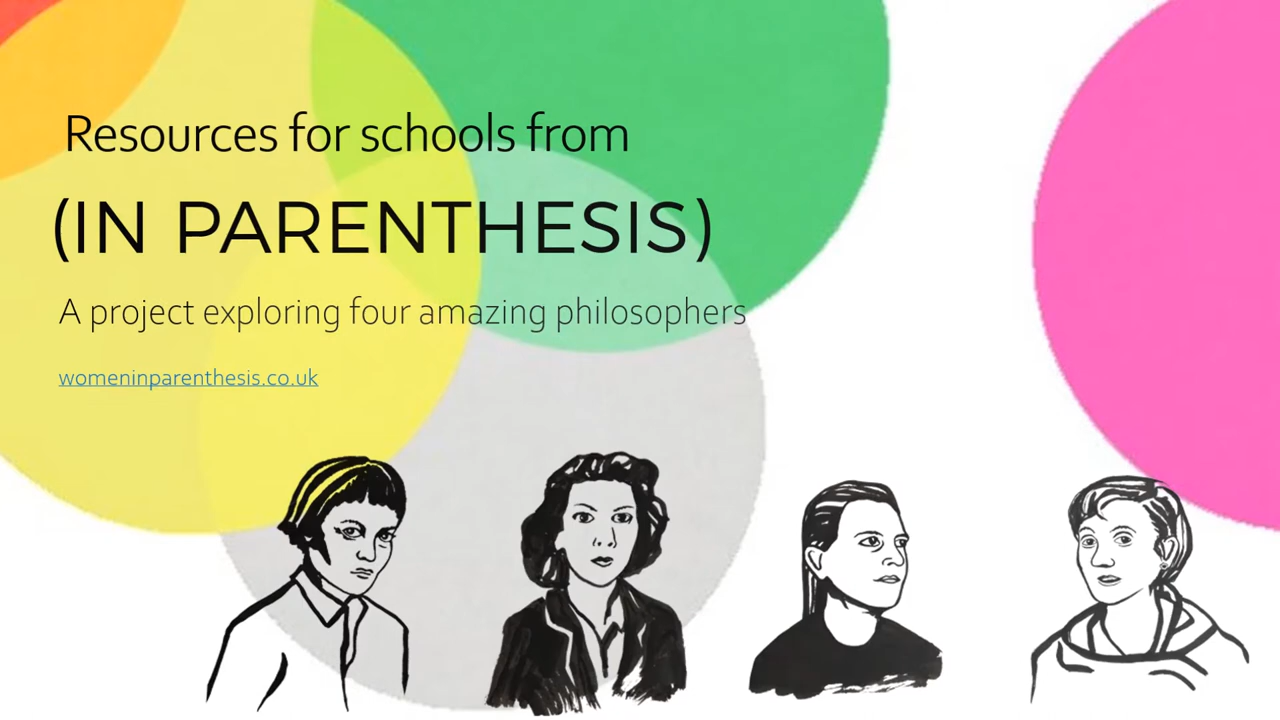 Resources for schools from
(IN PARENTHESIS)
A project exploring four amazing philosophers
womeninparenthesis.co.uk